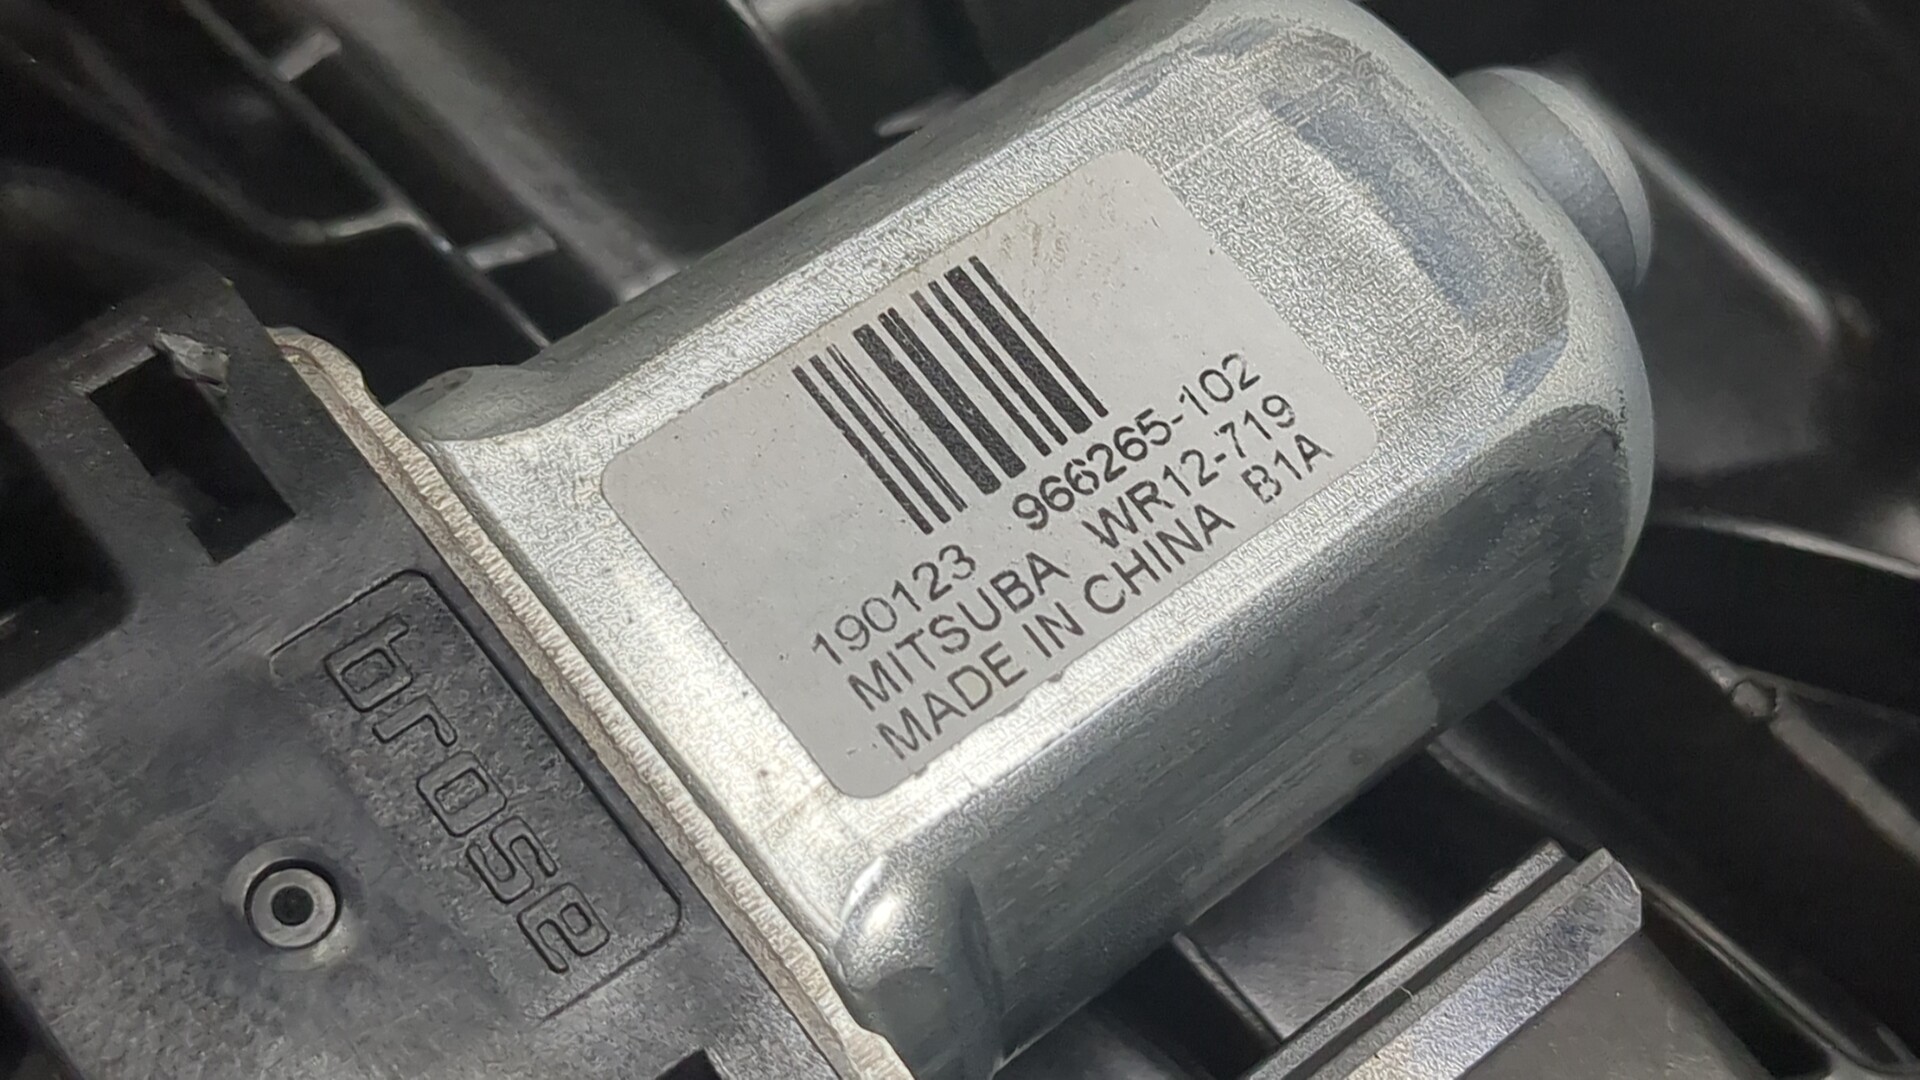 190123 966265-102
MITSUBA WR12-719
MADE IN CHINA B1A
brose